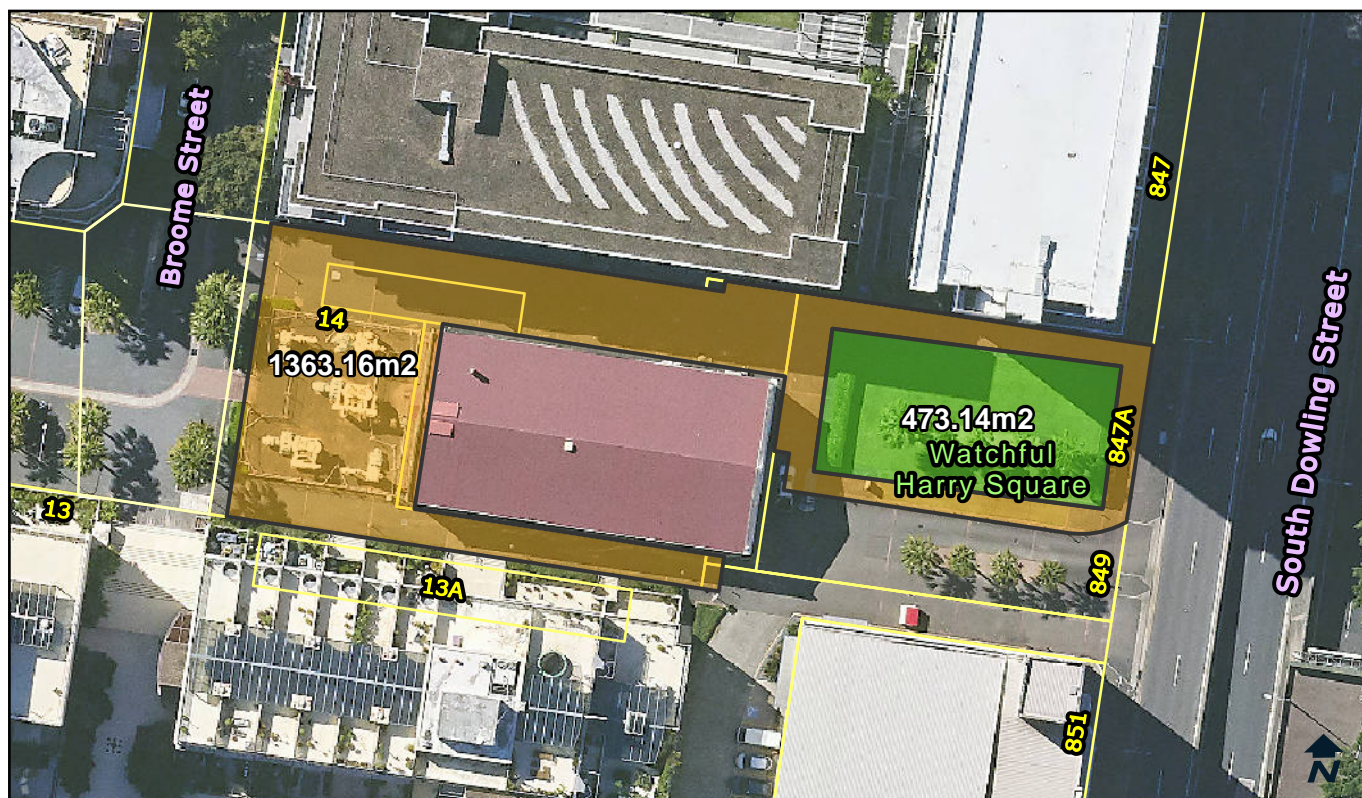 Broome Street
847
14
1363.16m2
473.14m2
Watchful
Harry Square
847A
South Dowling Street
13
13A
849
851
N